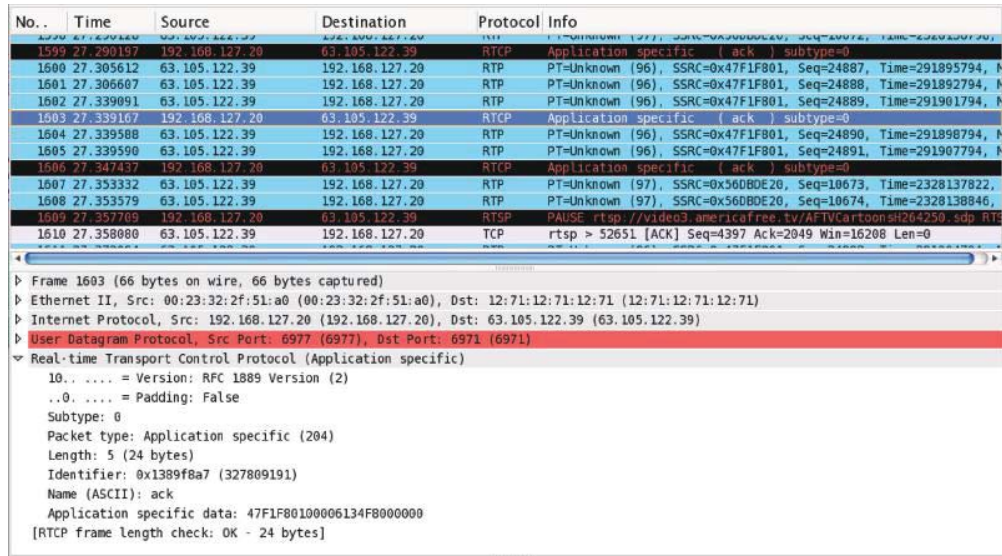 No.. Time Source Destination Protocol Info
1599 27.290197 192.168.127.20 63.105.122.39 RTCP Application specific ( ack ) subtype=0
1600 27.305612 63.105.122.39 192.168.127.20 RTP PT=Unknown (96), SSRC=0x47F1F801, Seq=24887, Time=291895794,
1601 27.306607 63.105.122.39 192.168.127.20 RTP PT=Unknown (96), SSRC=0x47F1F801, Seq=24888, Time=291892794,
1602 27.339091 63.105.122.39 192.168.127.20 RTP PT=Unknown (96), SSRC=0x47F1F801, Seq=24889, Time=291901794,
1603 27.339167 192.168.127.20 63.105.122.39 RTCP Application specific ( ack ) subtype=0
1604 27.339588 63.105.122.39 192.168.127.20 RTP PT=Unknown (96), SSRC=0x47F1F801, Seq=24890, Time=291898794,
1605 27.339590 63.105.122.39 192.168.127.20 RTP PT=Unknown (96), SSRC=0x47F1F801, Seq=24891, Time=291907794,
1606 27.347437 192.168.127.20 63.105.122.39 RTCP Application specific ( ack ) subtype=0
1607 27.353332 63.105.122.39 192.168.127.20 RTP PT=Unknown (97), SSRC=0x56DBDE20, Seq=10673, Time=2328137822,
1608 27.353579 63.105.122.39 192.168.127.20 RTP PT=Unknown (97), SSRC=0x56DBDE20, Seq=10674, Time=2328138846,
1609 27.357709 192.168.127.20 63.105.122.39 RTSP PAUSE rtsp://video3.americafree.tv/AFTVCartoonsH264250.sdp RTS
1610 27.358080 63.105.122.39 192.168.127.20 TCP rtsp > 52651 [ACK] Seq=4397 Ack=2049 Win=16208 Len=0
Frame 1603 (66 bytes on wire, 66 bytes captured)
Ethernet II, Src: 00:23:32:2f:51:a0 (00:23:32:2f:51:a0), Dst: 12:71:12:71:12:71 (12:71:12:71:12:71)
Internet Protocol, Src: 192.168.127.20 (192.168.127.20), Dst: 63.105.122.39 (63.105.122.39)
User Datagram Protocol, Src Port: 6977 (6977), Dst Port: 6971 (6971)
Real-time Transport Control Protocol (Application specific)
10.. .... = Version: RFC 1889 Version (2)
..0. .... = Padding: False
Subtype: 0
Packet type: Application specific (204)
Length: 5 (24 bytes)
Identifier: 0x1389f8a7 (327809191)
Name (ASCII): ack
Application specific data: 47F1F80100006134F8000000
[RTCP frame length check: OK - 24 bytes]